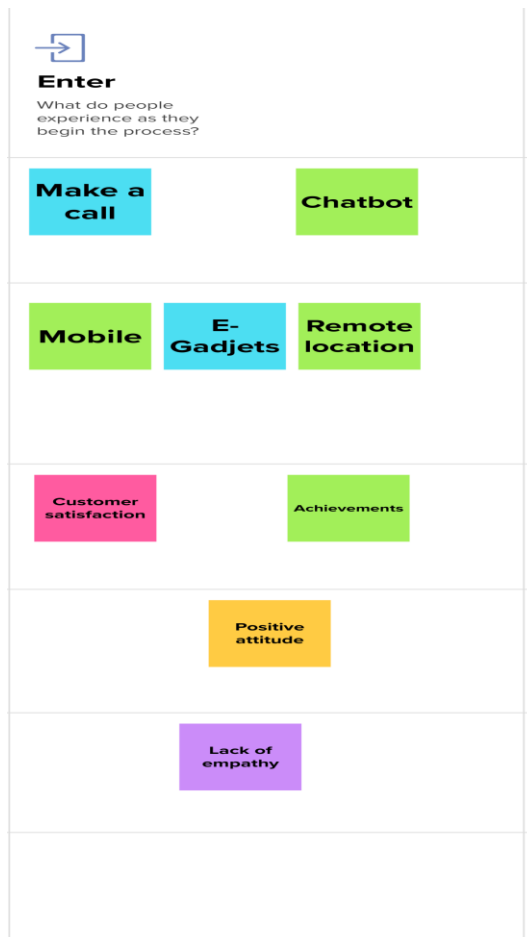 Enter
What do people
experience as they
begin the process?
Make a
call
Chatbot
Mobile
E-
Gadjets
Remote
location
Customer
satisfaction
Achievements
Positive
attitude
Lack of
empathy